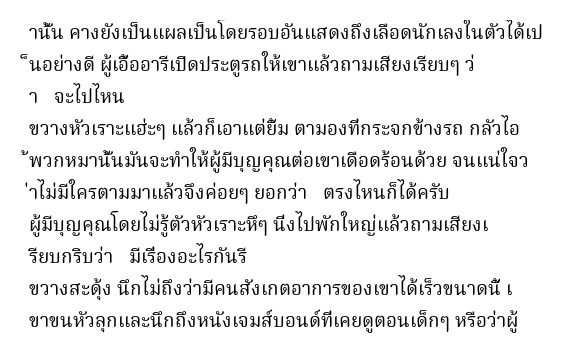 านั้น คางยังเป็นแผลเป็นโดยรอบอันแสดงถึงเลือดนักเลงในตัวได้เป
็นอย่างดี ผู้เอื้ออารีเปิดประตูรถให้เขาแล้วถามเสียงเรียบๆ ว่
า   จะไปไหน
ขวางหัวเราะแฮ่ะๆ แล้วก็เอาแต่ยิ้ม ตามองที่กระจกข้างรถ กลัวไอ
้พวกหมานั้นมันจะทำให้ผู้มีบุญคุณต่อเขาเดือดร้อนด้วย จนแน่ใจว
่าไม่มีใครตามมาแล้วจึงค่อยๆ ยอกว่า   ตรงไหนก็ได้ครับ
ผู้มีบุญคุณโดยไม่รู้ตัวหัวเราะหึๆ นิ่งไปพักใหญ่แล้วถามเสียงเ
รียบกริบว่า   มีเรื่องอะไรกันรึ
ขวางสะดุ้ง นึกไม่ถึงว่ามีคนสังเกตอาการของเขาได้เร็วขนาดนี้ เ
ขาขนหัวลุกและนึกถึงหนังเจมส์บอนด์ที่เคยดูตอนเด็กๆ หรือว่าผู้